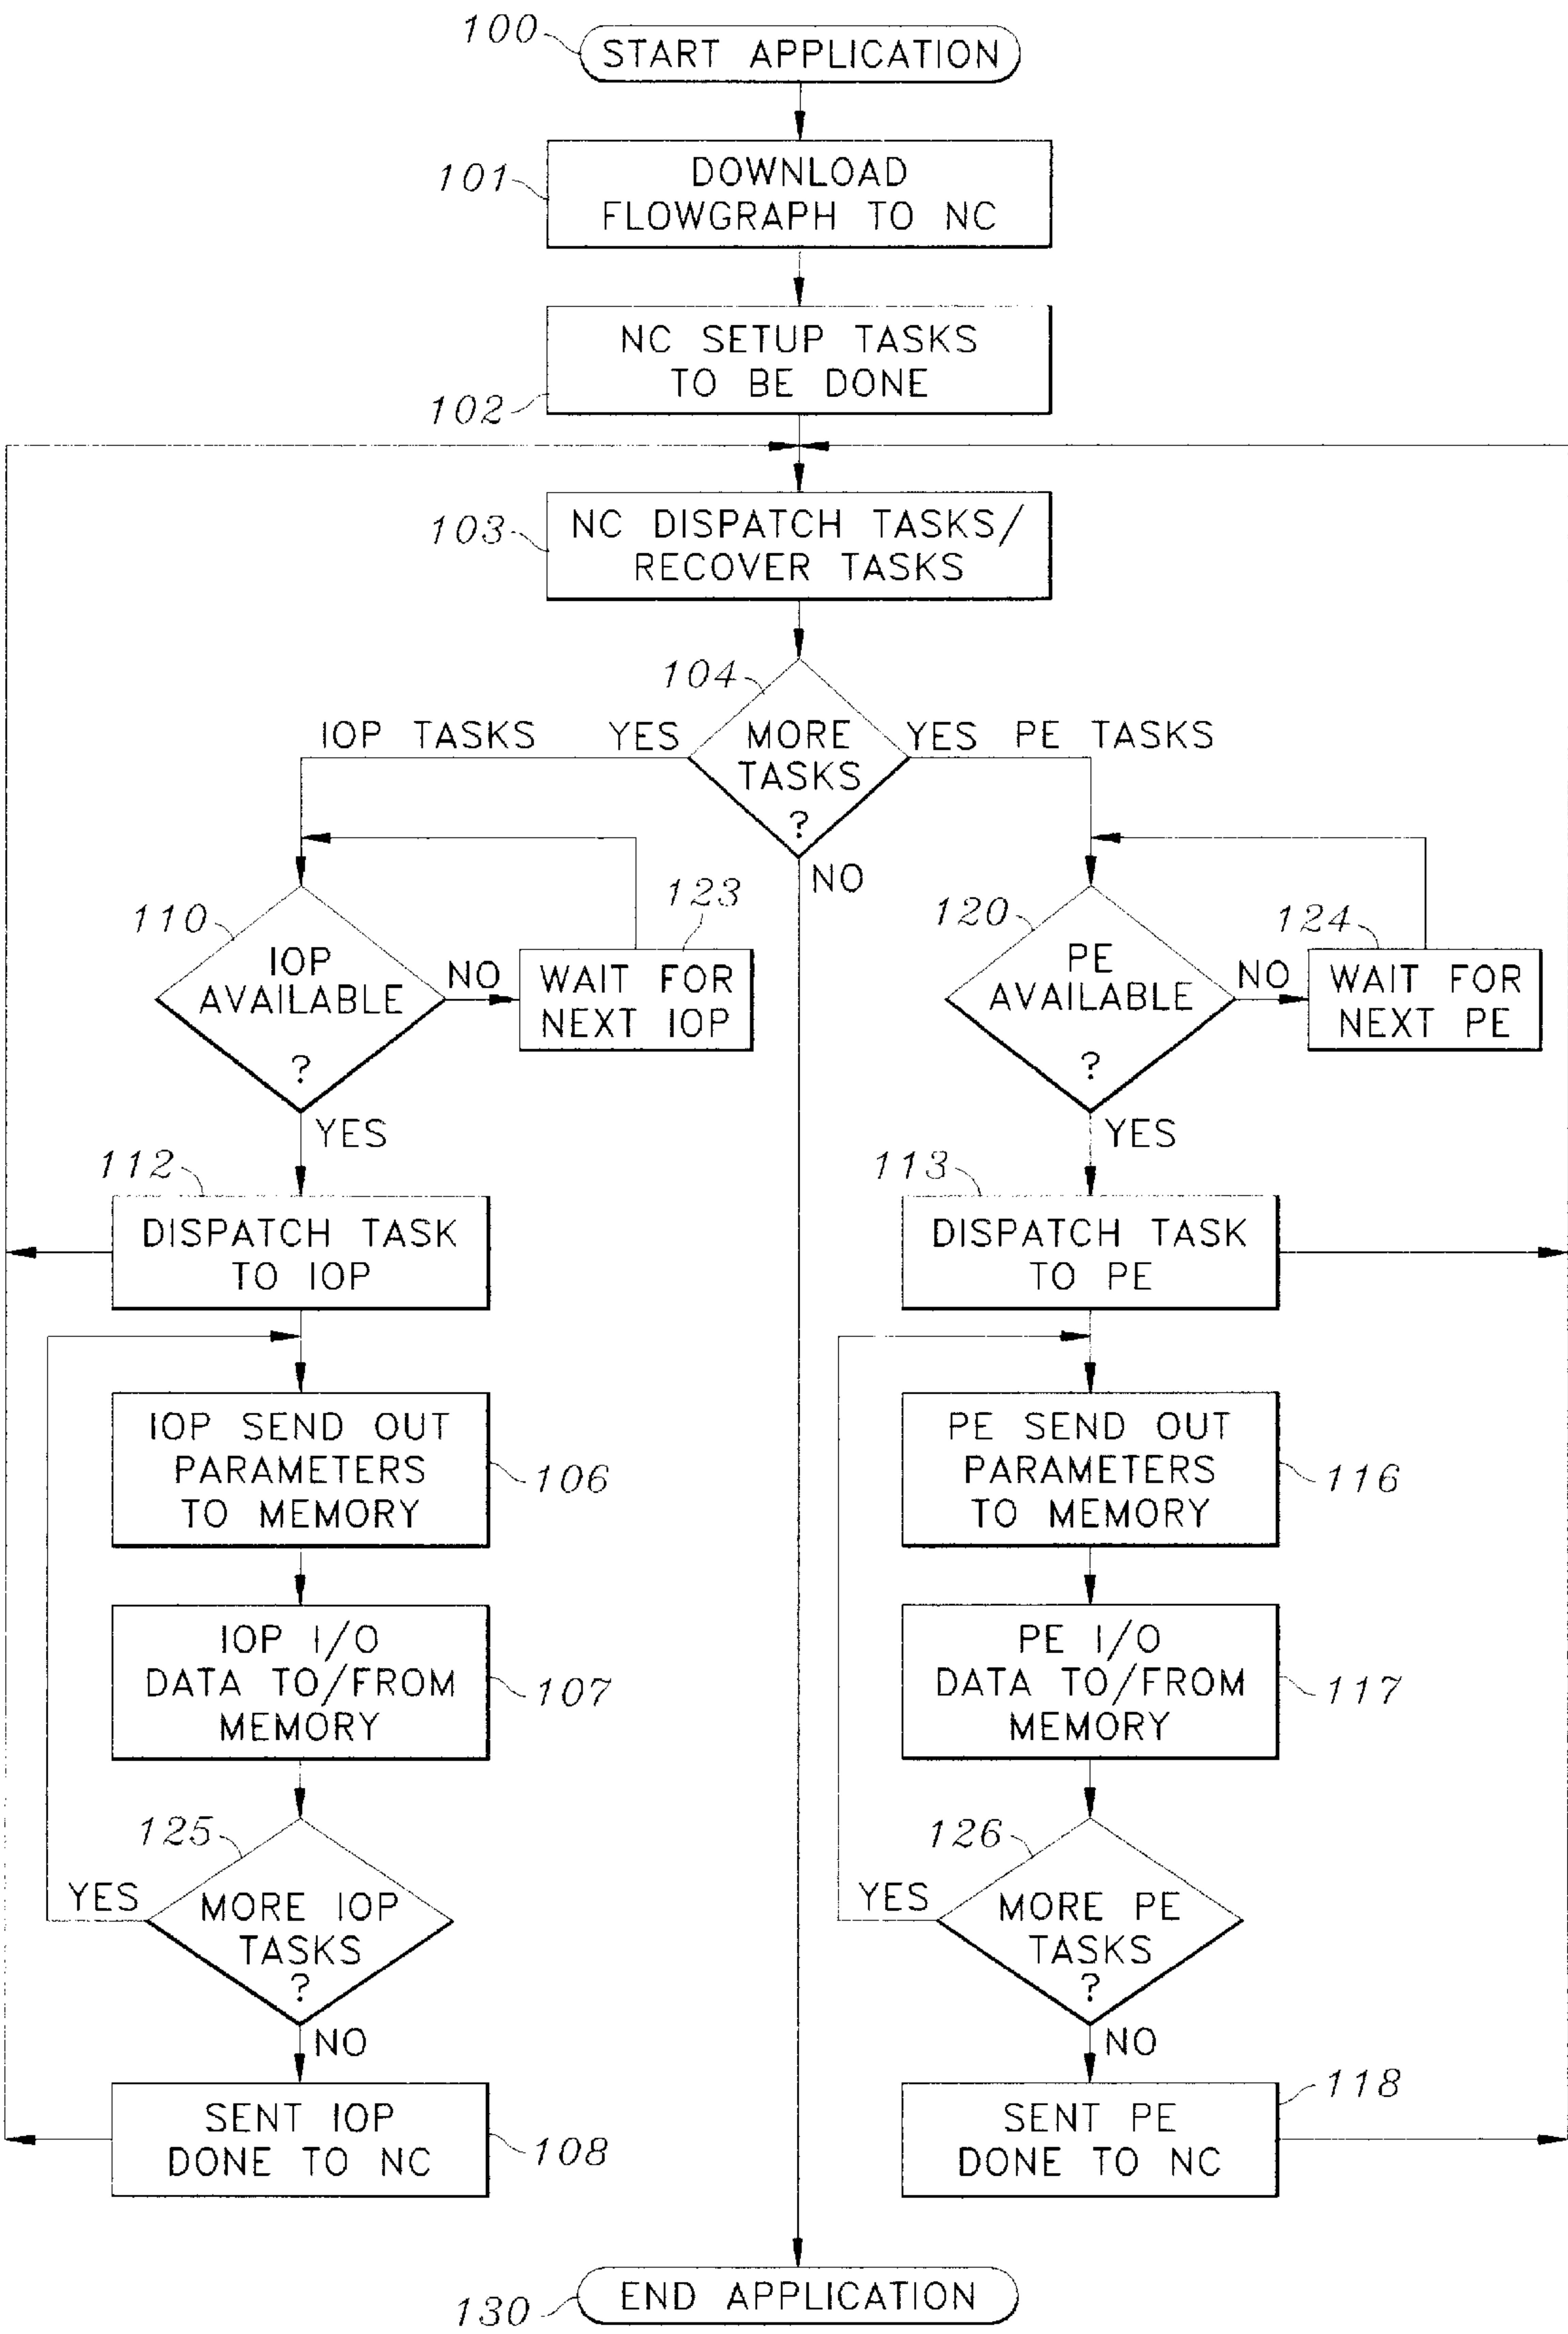 100
START APPLICATION
101
DOWNLOAD
FLOWGRAPH TO NC
NC SETUP TASKS
TO BE DONE
102
103
NC DISPATCH TASKS/
RECOVER TASKS
104
IOP TASKS YES
MORE
TASKS
?
YES PE TASKS
NO
110
IOP
AVAILABLE
?
NO
123
WAIT FOR
NEXT IOP
YES
120
PE
AVAILABLE
?
NO
124
WAIT FOR
NEXT PE
YES
112
DISPATCH TASK
TO IOP
113
DISPATCH TASK
TO PE
IOP SEND OUT
PARAMETERS
TO MEMORY
106
PE SEND OUT
PARAMETERS
TO MEMORY
116
IOP I/O
DATA TO/FROM
MEMORY
107
PE I/O
DATA TO/FROM
MEMORY
117
125
YES
MORE IOP
TASKS
?
NO
126
YES
MORE PE
TASKS
?
NO
SENT IOP
DONE TO NC
108
SENT PE
DONE TO NC
118
END APPLICATION
130